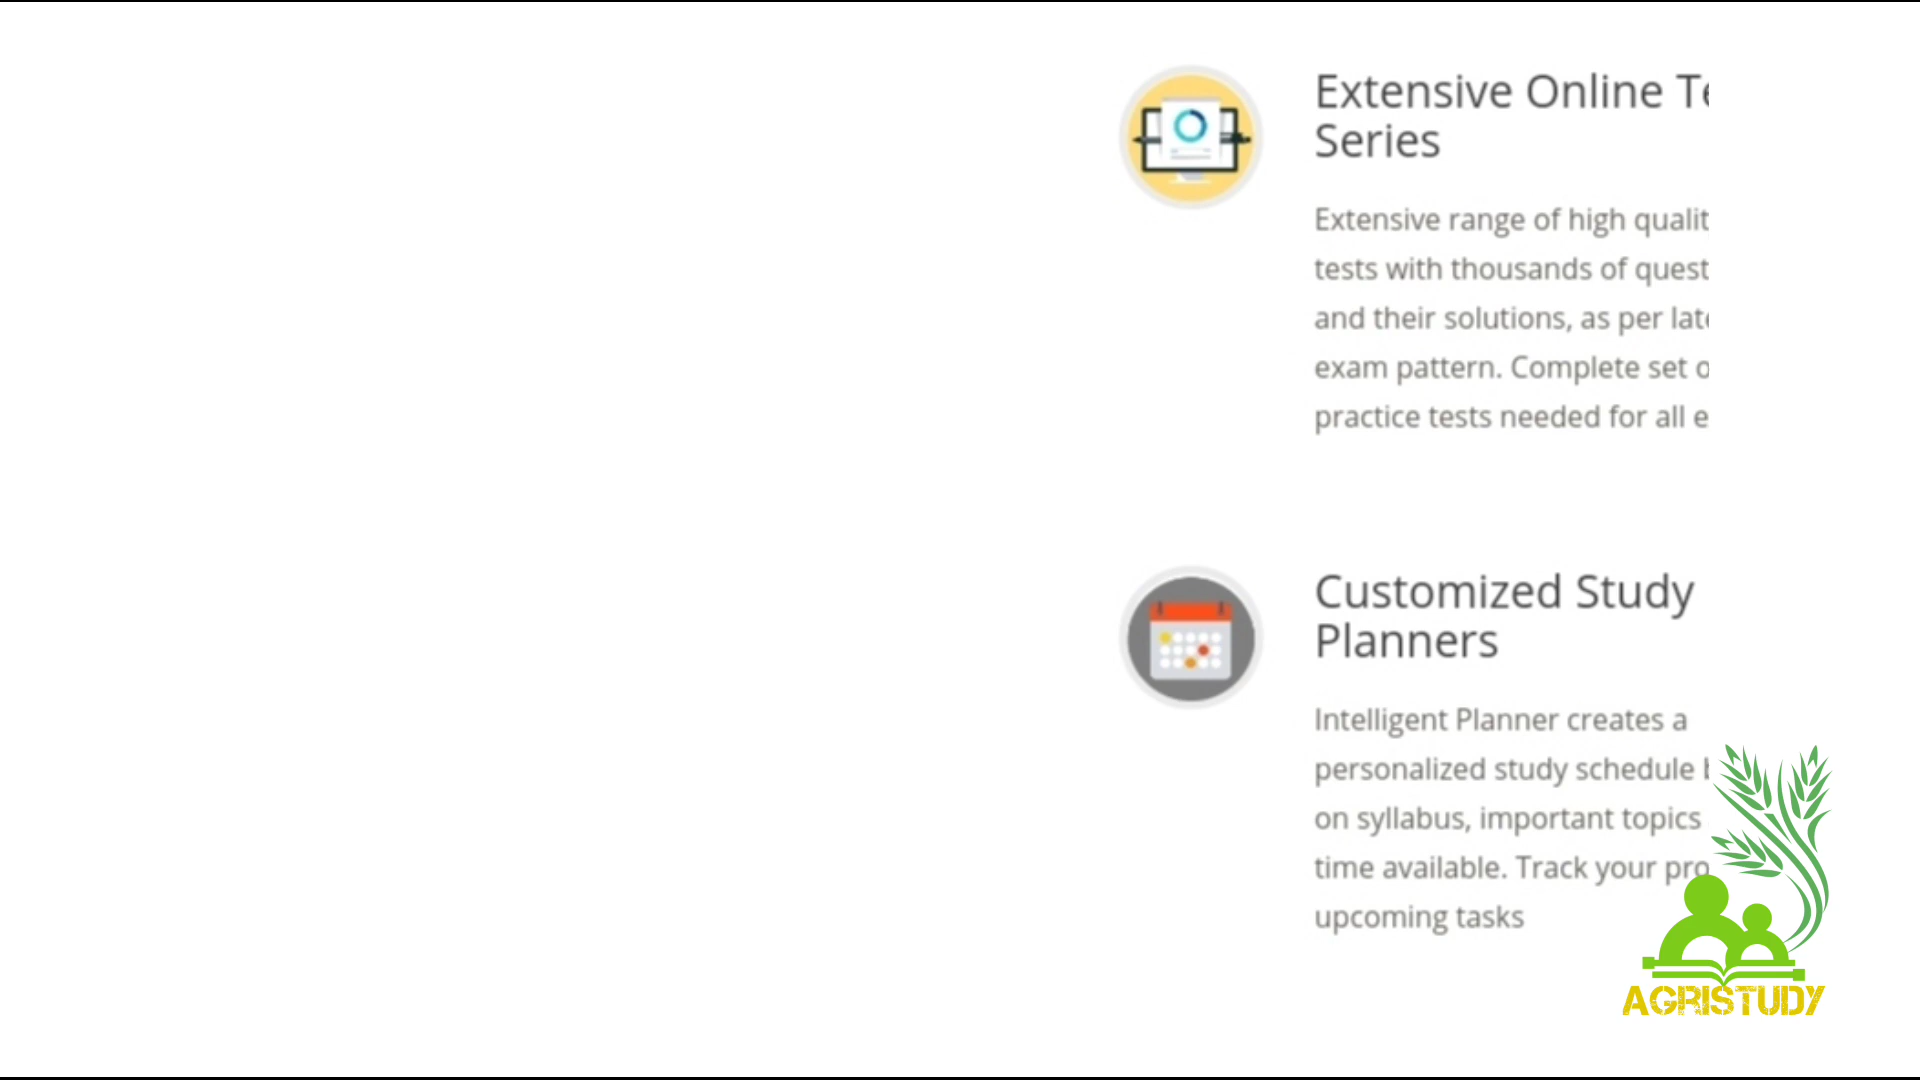 Extensive Online Te
Series
Extensive range of high qualit
tests with thousands of quest
and their solutions, as per late
exam pattern. Complete set o
practice tests needed for all e
Customized Study
Planners
Intelligent Planner creates a
personalized study schedule b
on syllabus, important topics
time available. Track your pro
upcoming tasks
AGRISTUDY